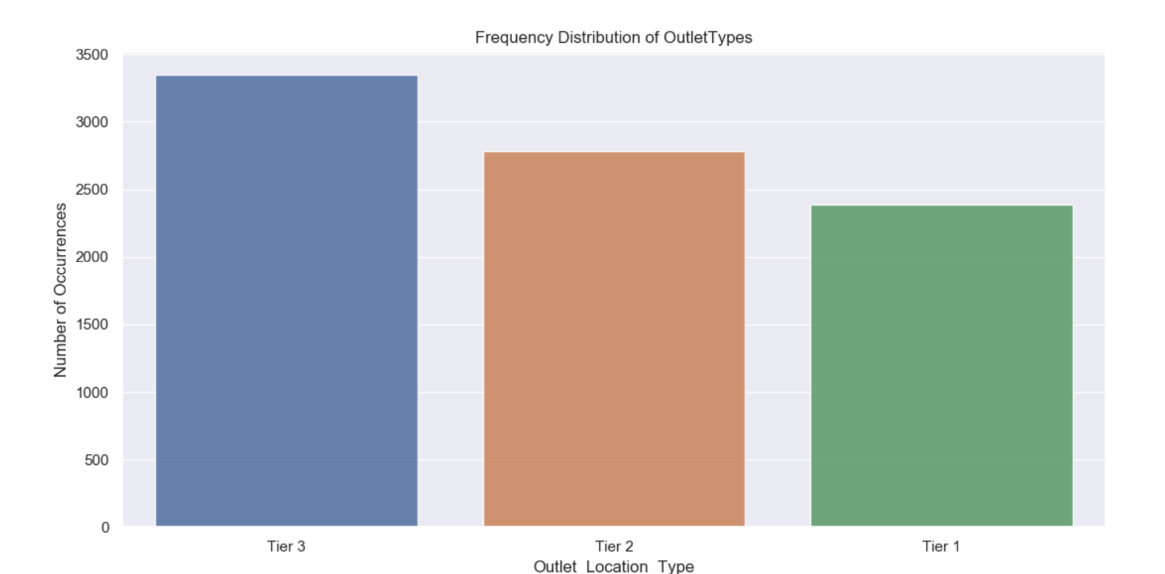 Frequency Distribution of OutletTypes
3500
3000
2500
2000
1500
1000
500
0
Number of Occurrences
Tier 3 Tier 2 Tier 1
Outlet_Location_Type